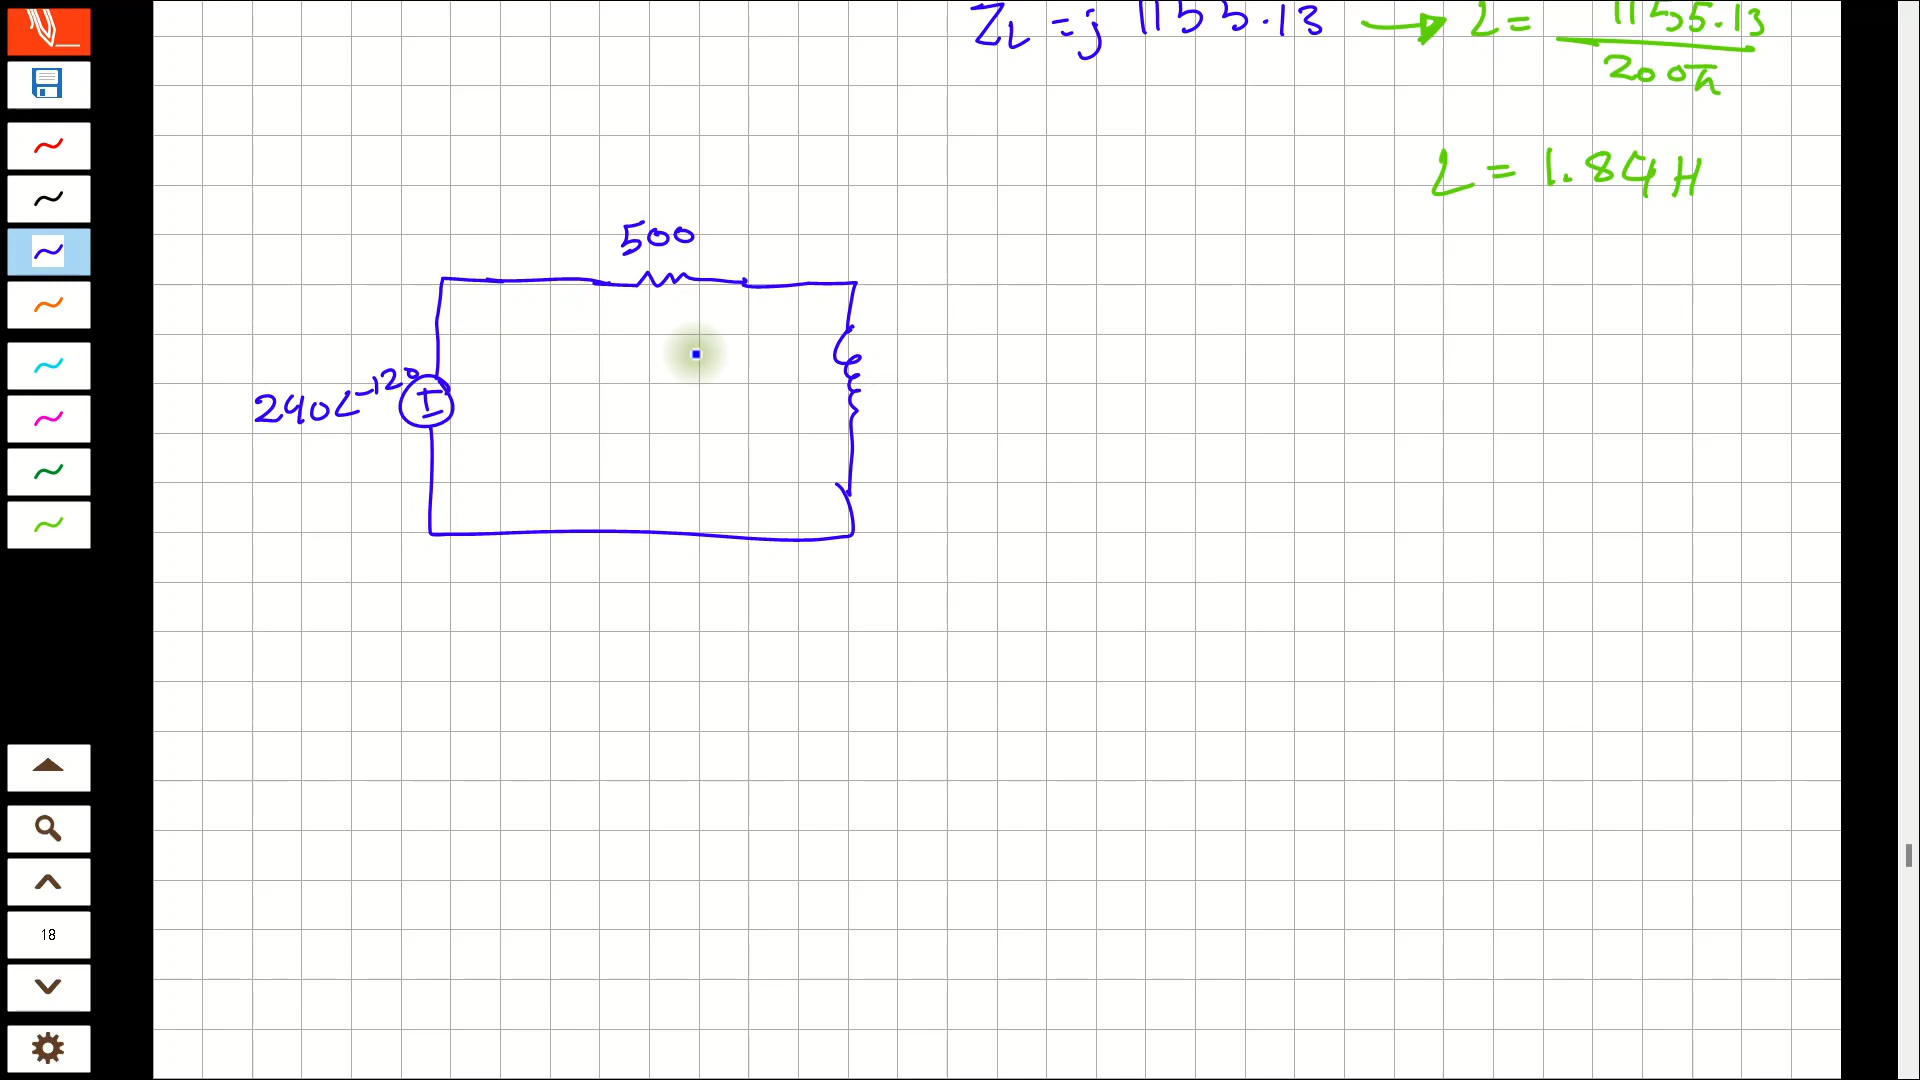 ZL = j 1155.13 → L = 1155.13 / 200π
L = 1.84 H
500
240∠-120
18